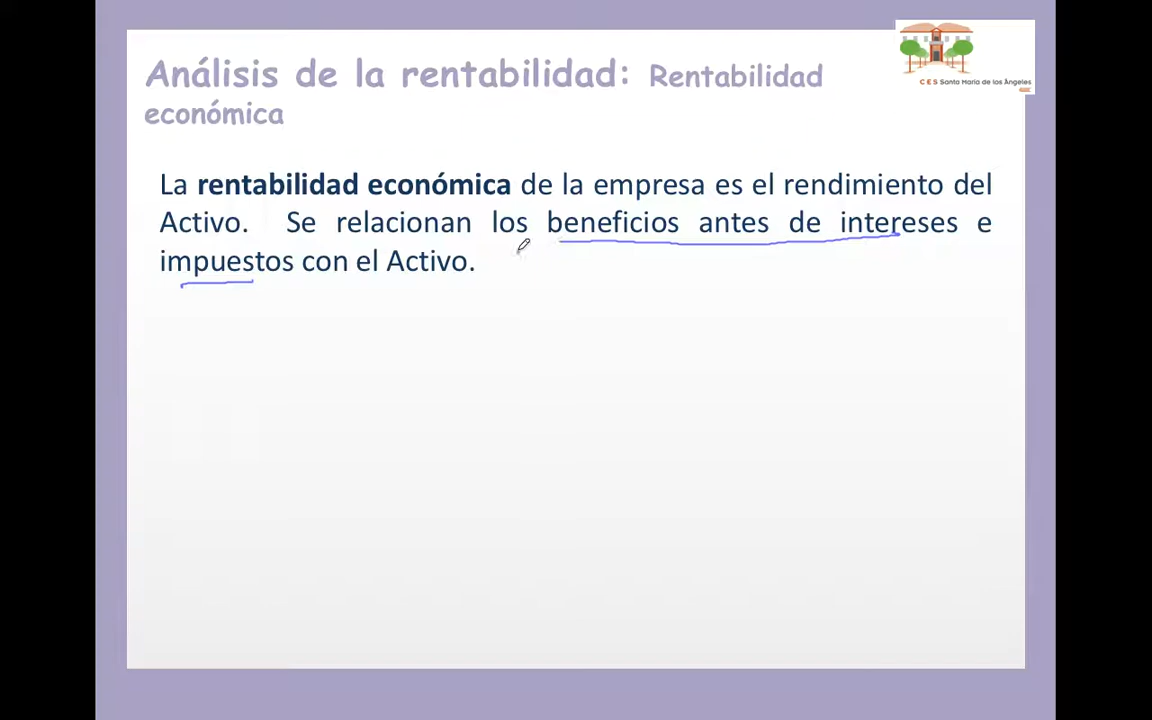 Análisis de la rentabilidad: Rentabilidad
económica
C E S Santa María de los Ángeles
La rentabilidad económica de la empresa es el rendimiento del
Activo. Se relacionan los beneficios antes de intereses e
impuestos con el Activo.